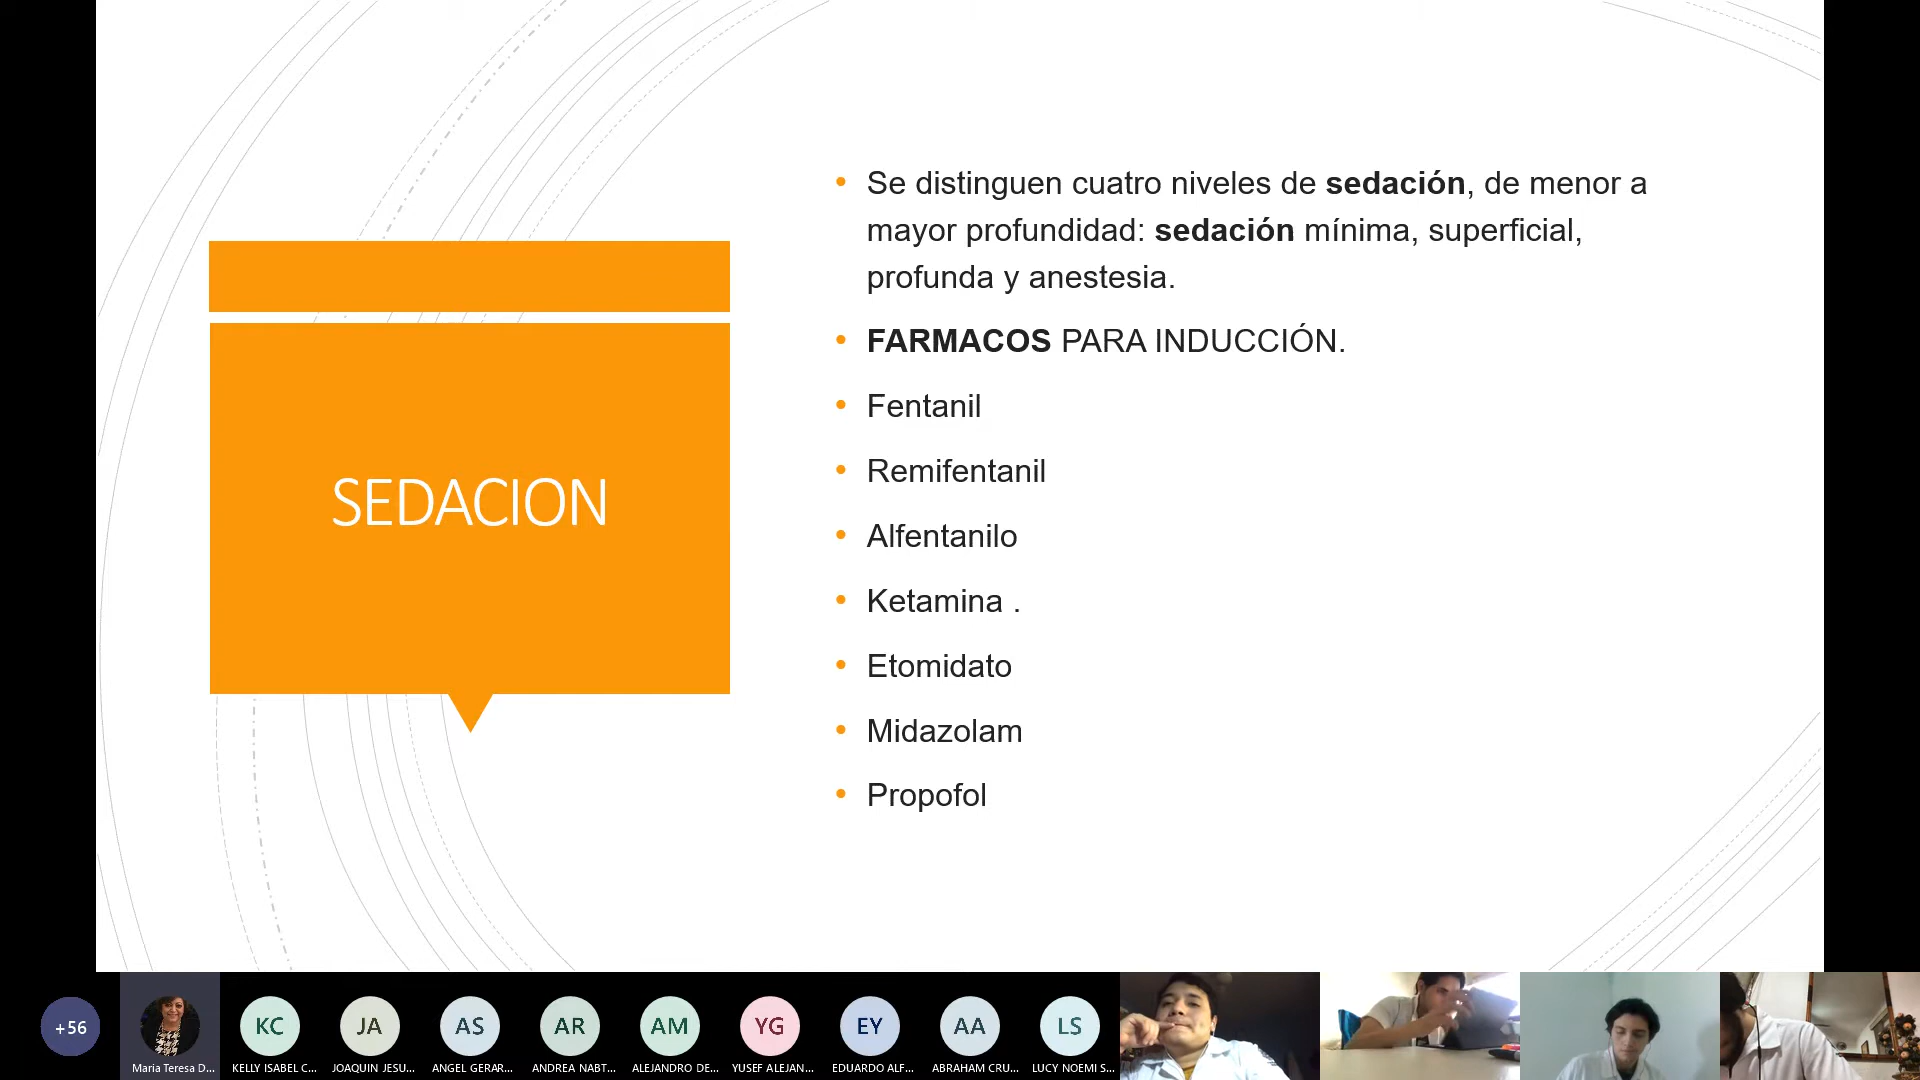 SEDACION
Se distinguen cuatro niveles de sedación, de menor a
mayor profundidad: sedación mínima, superficial,
profunda y anestesia.
FARMACOS PARA INDUCCIÓN.
Fentanil
Remifentanil
Alfentanilo
Ketamina .
Etomidato
Midazolam
Propofol
+56
KC
JA
AS
AR
AM
YG
EY
AA
LS
Maria Teresa D...
KELLY ISABEL C...
JOAQUIN JESU...
ANGEL GERAR...
ANDREA NABT...
ALEJANDRO DE...
YUSEF ALEJAN...
EDUARDO ALF...
ABRAHAM CRU...
LUCY NOEMI S...